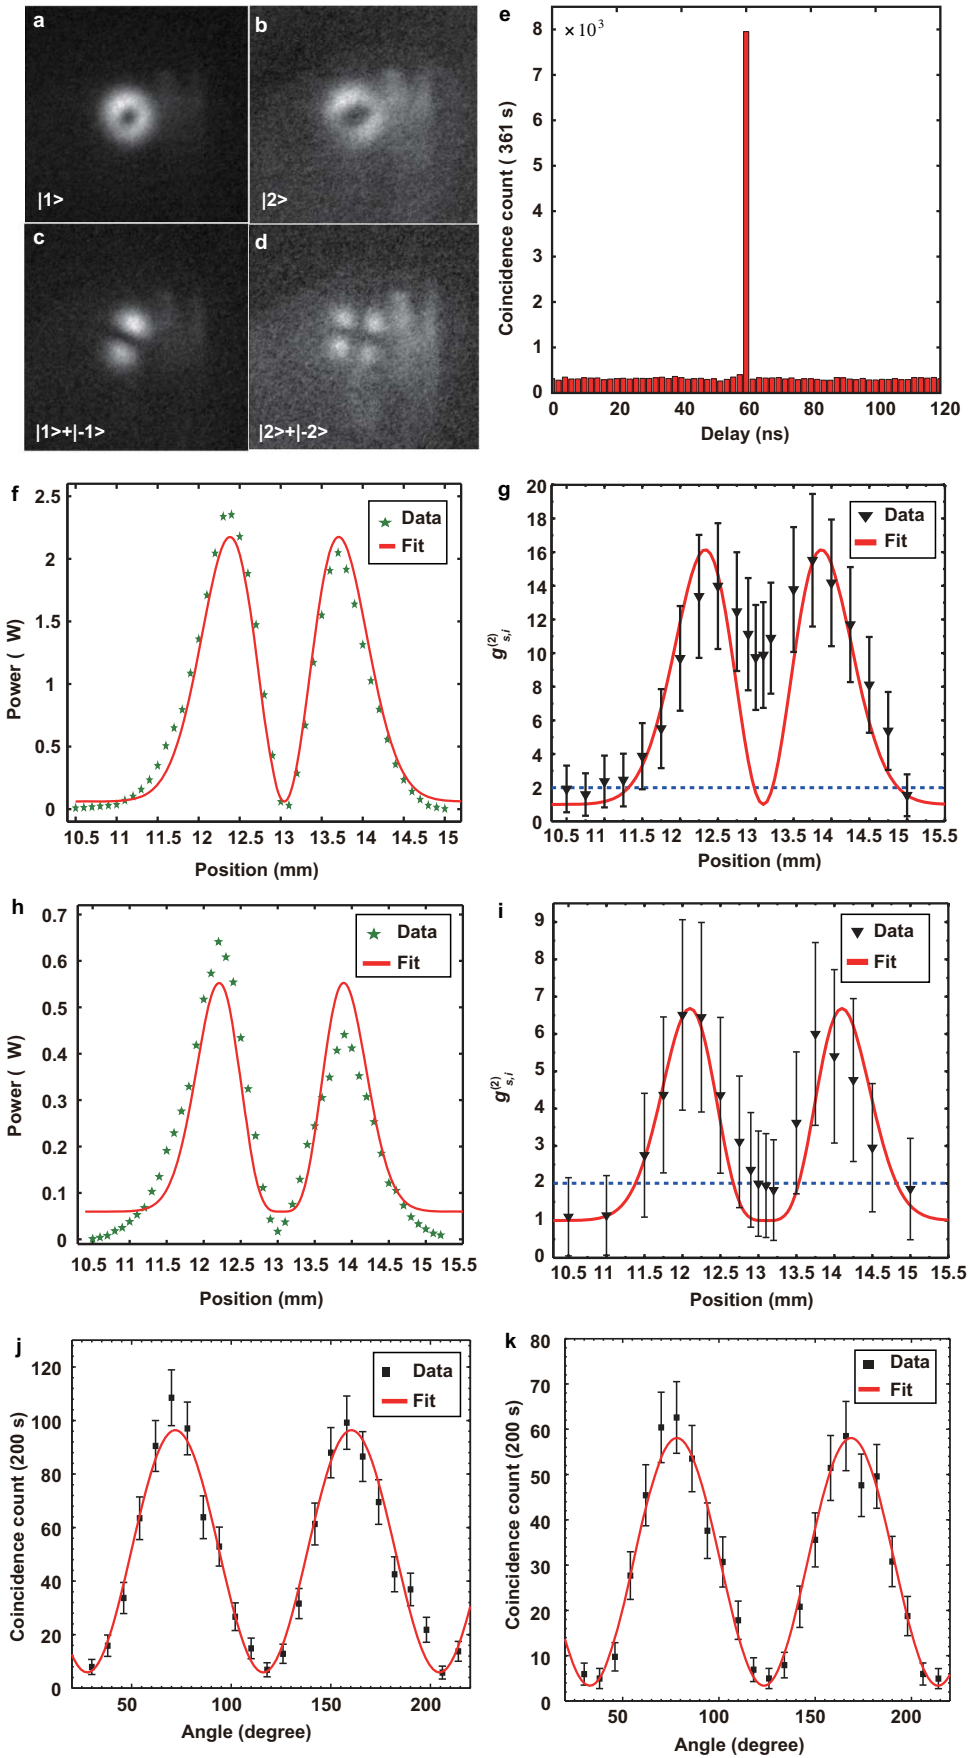 a
|1>
b
|2>
c
|1>+|-1>
d
|2>+|-2>
e
×10³
Coincidence count ( 361 s)
8
7
6
5
4
3
2
1
0
0 20 40 60 80 100 120
Delay (ns)
f
Data
Fit
Power ( W)
2.5
2
1.5
1
0.5
0
10.5 11 11.5 12 12.5 13 13.5 14 14.5 15
Position (mm)
g
Data
Fit
g(2)s,i
20
18
16
14
12
10
8
6
4
2
0
10.5 11 11.5 12 12.5 13 13.5 14 14.5 15 15.5
Position (mm)
h
Data
Fit
Power ( W)
0.7
0.6
0.5
0.4
0.3
0.2
0.1
0
10.5 11 11.5 12 12.5 13 13.5 14 14.5 15 15.5
Position (mm)
i
Data
Fit
g(2)s,i
9
8
7
6
5
4
3
2
1
0
10.5 11 11.5 12 12.5 13 13.5 14 14.5 15 15.5
Position (mm)
j
Data
Fit
Coincidence count (200 s)
120
100
80
60
40
20
0
50 100 150 200
Angle (degree)
k
Data
Fit
Coincidence count (200 s)
80
70
60
50
40
30
20
10
0
50 100 150 200
Angle (degree)